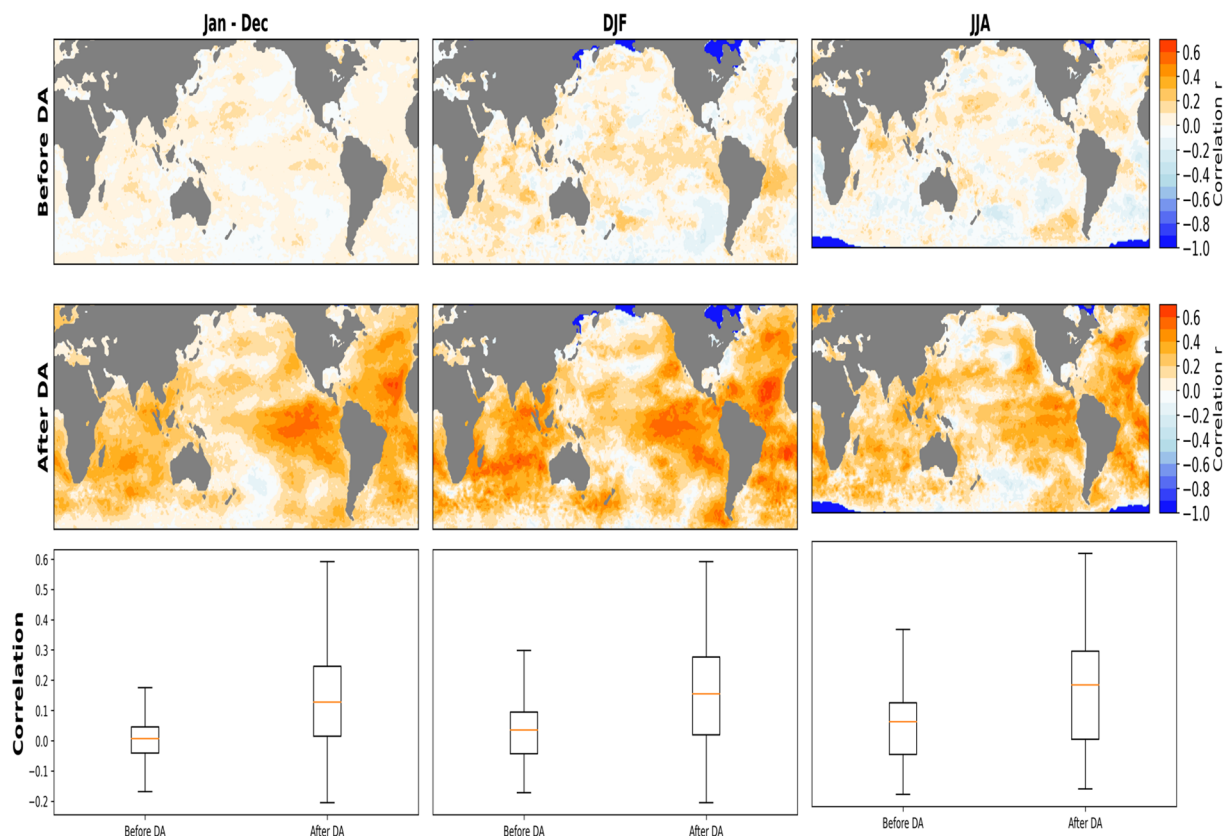 Jan - Dec
DJF
JJA
Before DA
0.6
0.4
0.2
0.0
−0.2
−0.4
−0.6
−0.8
−1.0
Correlation r
After DA
0.6
0.4
0.2
0.0
−0.2
−0.4
−0.6
−0.8
−1.0
Correlation r
Correlation
0.6
0.5
0.4
0.3
0.2
0.1
0.0
−0.1
−0.2
Before DA
After DA
Before DA
After DA
Before DA
After DA